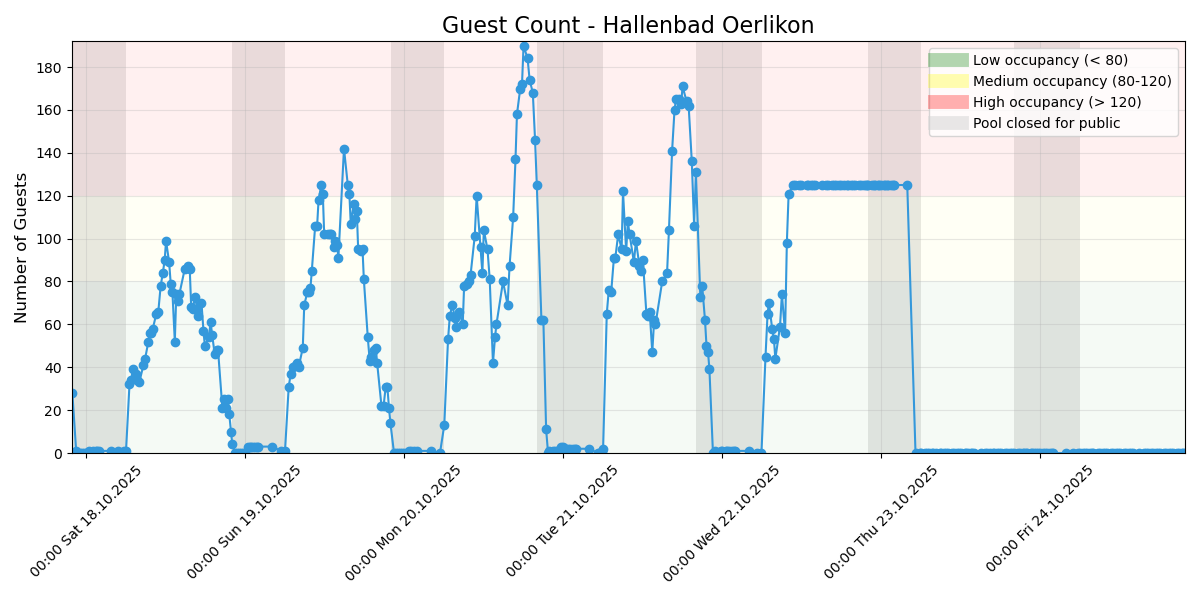 Guest Count - Hallenbad Oerlikon
Number of Guests
180
160
140
120
100
80
60
40
20
0
Low occupancy (< 80)
Medium occupancy (80-120)
High occupancy (> 120)
Pool closed for public
00:00 Sat 18.10.2025
00:00 Sun 19.10.2025
00:00 Mon 20.10.2025
00:00 Tue 21.10.2025
00:00 Wed 22.10.2025
00:00 Thu 23.10.2025
00:00 Fri 24.10.2025